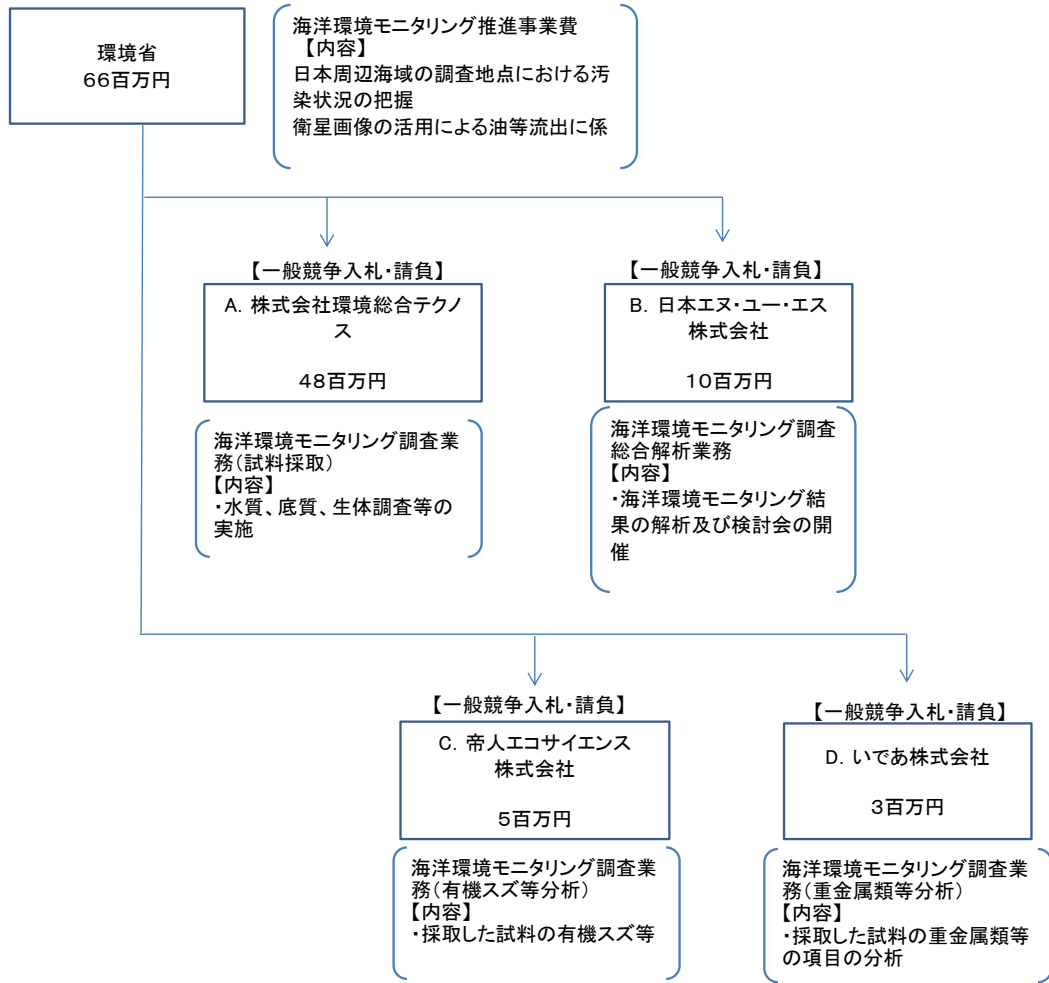 環境省
66百万円
海洋環境モニタリング推進事業費
【内容】
日本周辺海域の調査地点における汚
染状況の把握
衛星画像の活用による油等流出に係
【一般競争入札・請負】
A. 株式会社環境総合テクノ
ス
48百万円
海洋環境モニタリング調査業
務(試料採取)
【内容】
・水質、底質、生体調査等の
実施
【一般競争入札・請負】
B. 日本エヌ・ユー・エス
株式会社
10百万円
海洋環境モニタリング調査
総合解析業務
【内容】
・海洋環境モニタリング結
果の解析及び検討会の開
催
【一般競争入札・請負】
C. 帝人エコサイエンス
株式会社
5百万円
海洋環境モニタリング調査業
務(有機スズ等分析)
【内容】
・採取した試料の有機スズ等
【一般競争入札・請負】
D. いであ株式会社
3百万円
海洋環境モニタリング調査業
務(重金属類等分析)
【内容】
・採取した試料の重金属類等
の項目の分析